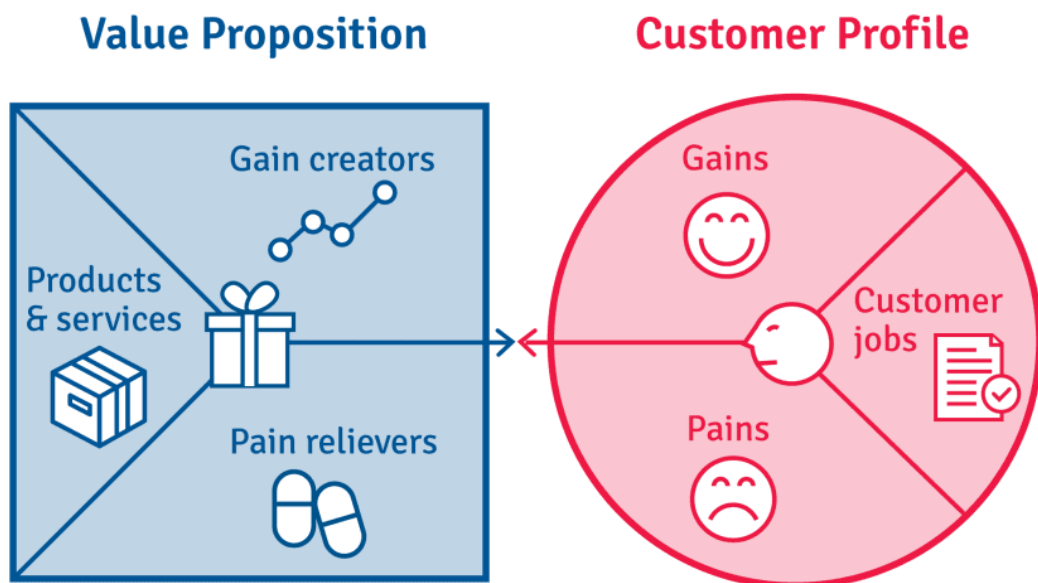 Value Proposition
Customer Profile
Gain creators
Products
& services
Pain relievers
Gains
Customer
jobs
Pains